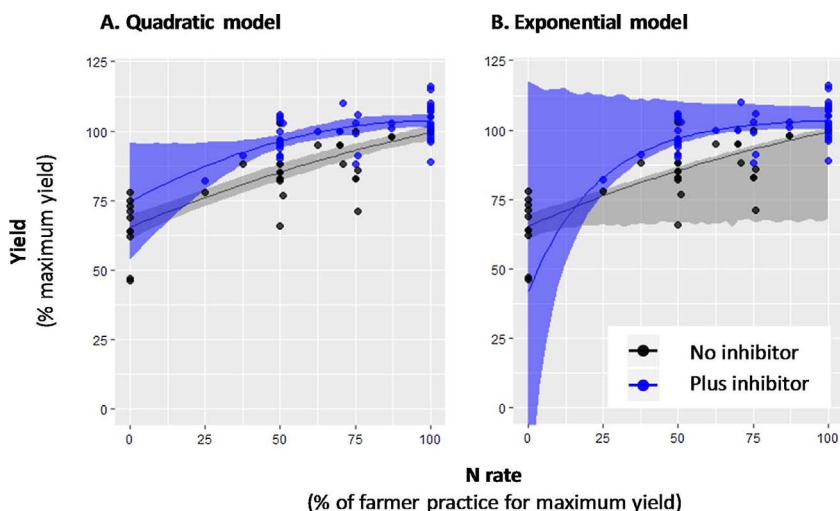 A. Quadratic model
B. Exponential model
Yield
(% maximum yield)
125
100
75
50
25
0
0
25
50
75
100
125
100
75
50
25
0
0
25
50
75
100
No inhibitor
Plus inhibitor
N rate
(% of farmer practice for maximum yield)